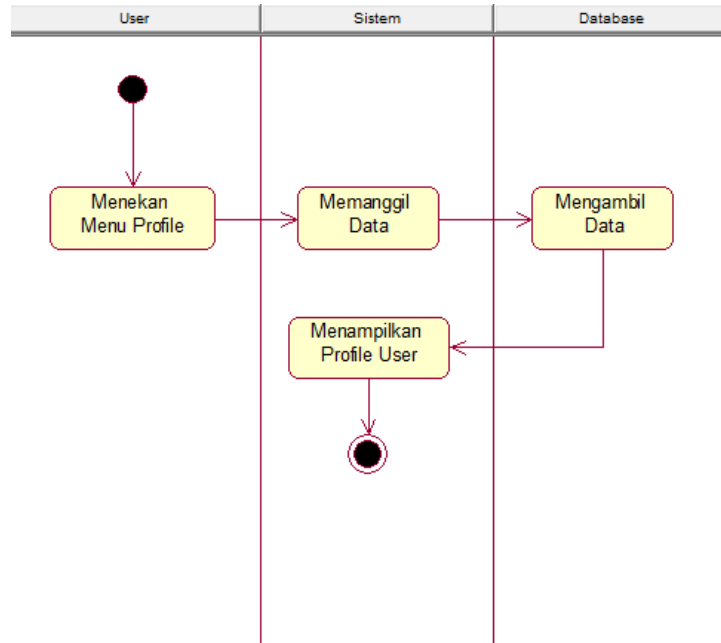 User
Sistem
Database
Menekan
Menu Profile
Memanggil
Data
Mengambil
Data
Menampilkan
Profile User